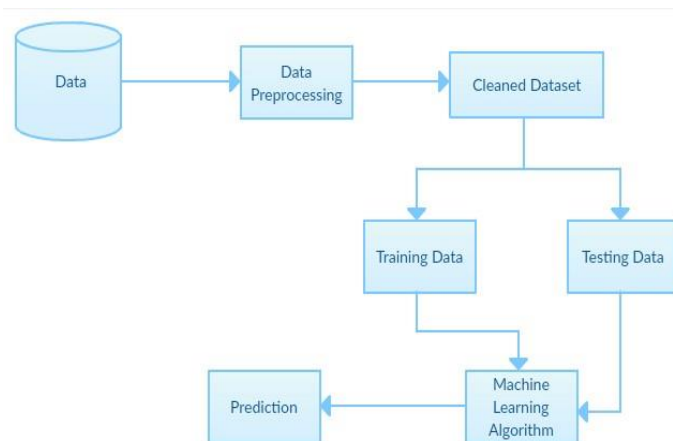 Data
Data
Preprocessing
Cleaned Dataset
Training Data
Testing Data
Prediction
Machine
Learning
Algorithm